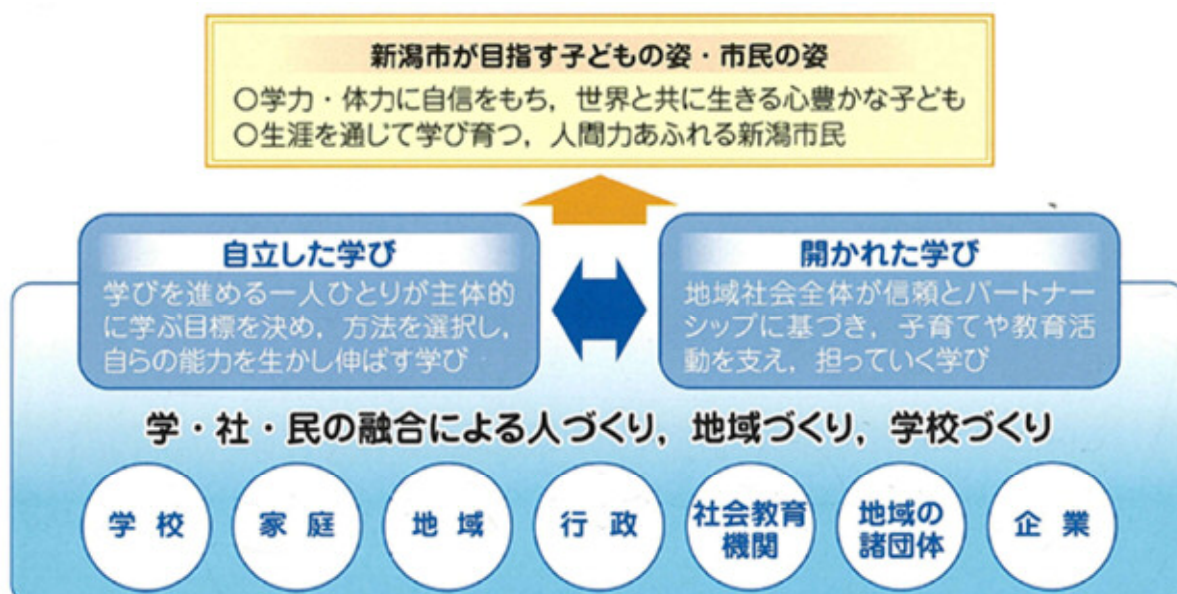 新潟市が目指す子どもの姿・市民の姿
○学力・体力に自信をもち，世界と共に生きる心豊かな子ども
○生涯を通じて学び育つ，人間力あふれる新潟市民
自立した学び
学びを進める一人ひとりが主体的
に学ぶ目標を決め，方法を選択し，
自らの能力を生かし伸ばす学び
開かれた学び
地域社会全体が信頼とパートナー
シップに基づき，子育てや教育活
動を支え，担っていく学び
学・社・民の融合による人づくり，地域づくり，学校づくり
学校
家庭
地域
行政
社会教育
機関
地域の
諸団体
企業